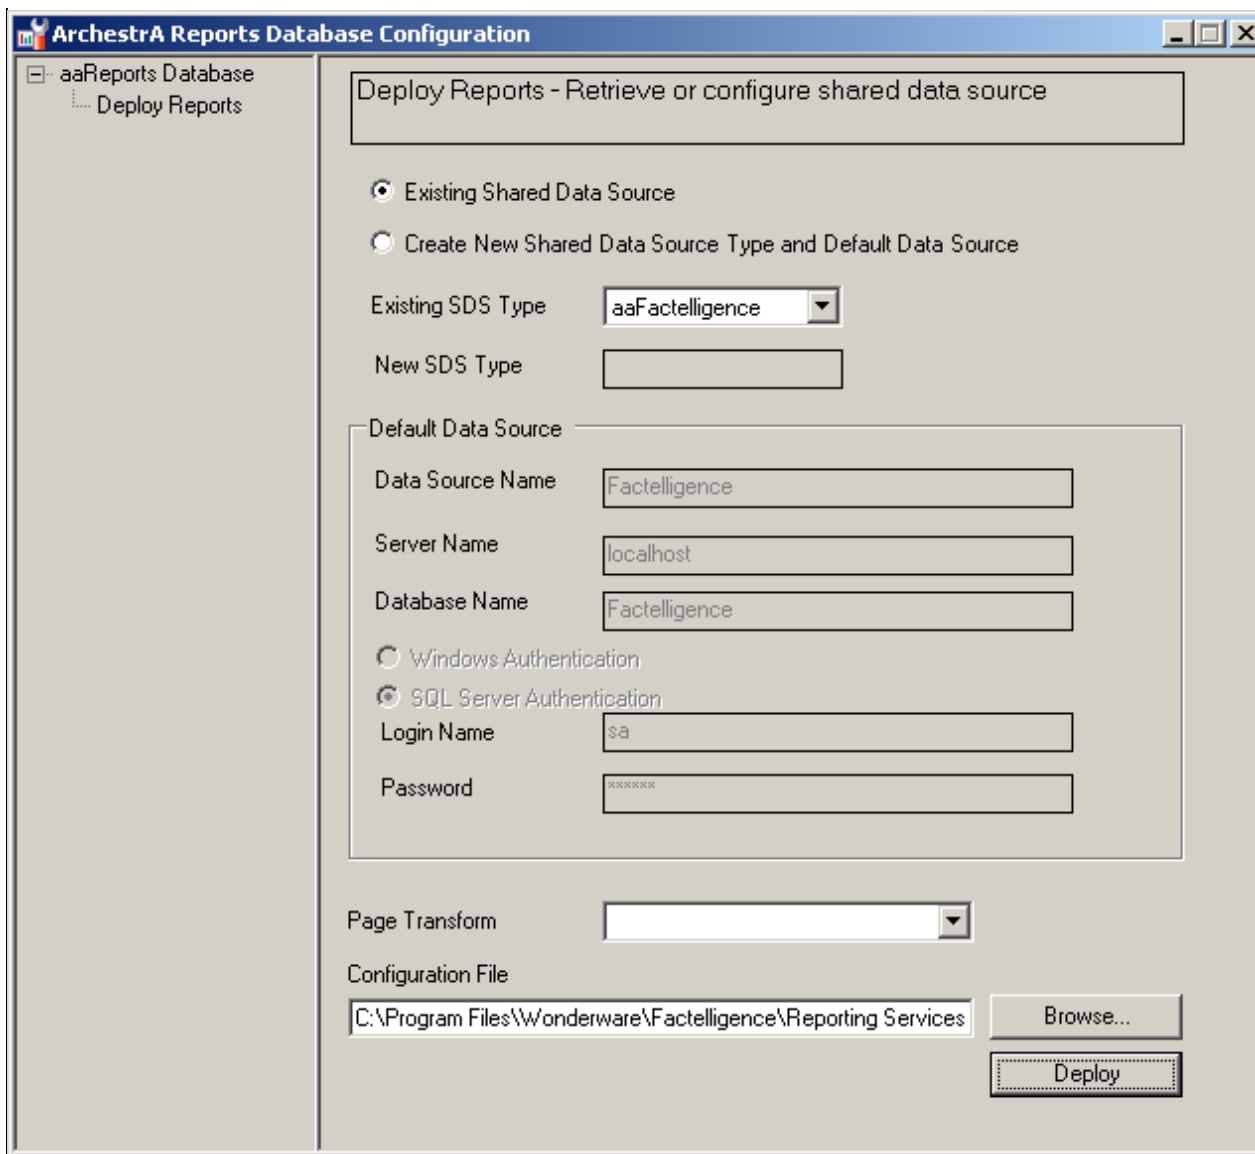 ArchestrA Reports Database Configuration
aaReports Database
Deploy Reports
Deploy Reports - Retrieve or configure shared data source
Existing Shared Data Source
Create New Shared Data Source Type and Default Data Source
Existing SDS Type
aaFactelligence
New SDS Type
Default Data Source
Data Source Name
Factelligence
Server Name
localhost
Database Name
Factelligence
Windows Authentication
SQL Server Authentication
Login Name
sa
Password
******
Page Transform
Configuration File
C:\Program Files\Wonderware\Factelligence\Reporting Services
Browse...
Deploy